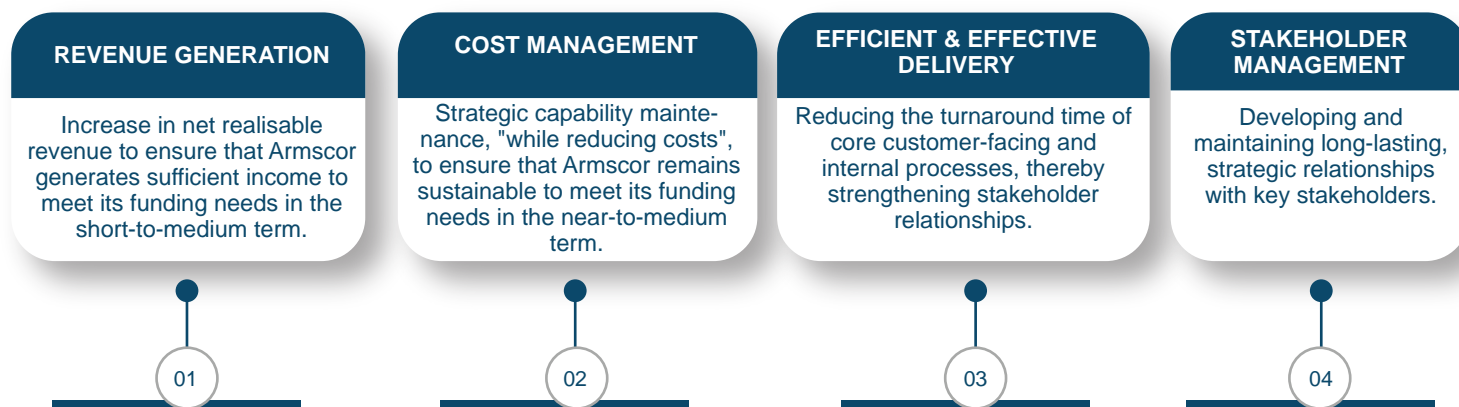 REVENUE GENERATION
Increase in net realisable
revenue to ensure that Armscor
generates sufficient income to
meet its funding needs in the
short-to-medium term.
01
COST MANAGEMENT
Strategic capability mainte-
nance, "while reducing costs",
to ensure that Armscor remains
sustainable to meet its funding
needs in the near-to-medium
term.
02
EFFICIENT & EFFECTIVE
DELIVERY
Reducing the turnaround time of
core customer-facing and
internal processes, thereby
strengthening stakeholder
relationships.
03
STAKEHOLDER
MANAGEMENT
Developing and
maintaining long-lasting,
strategic relationships
with key stakeholders.
04